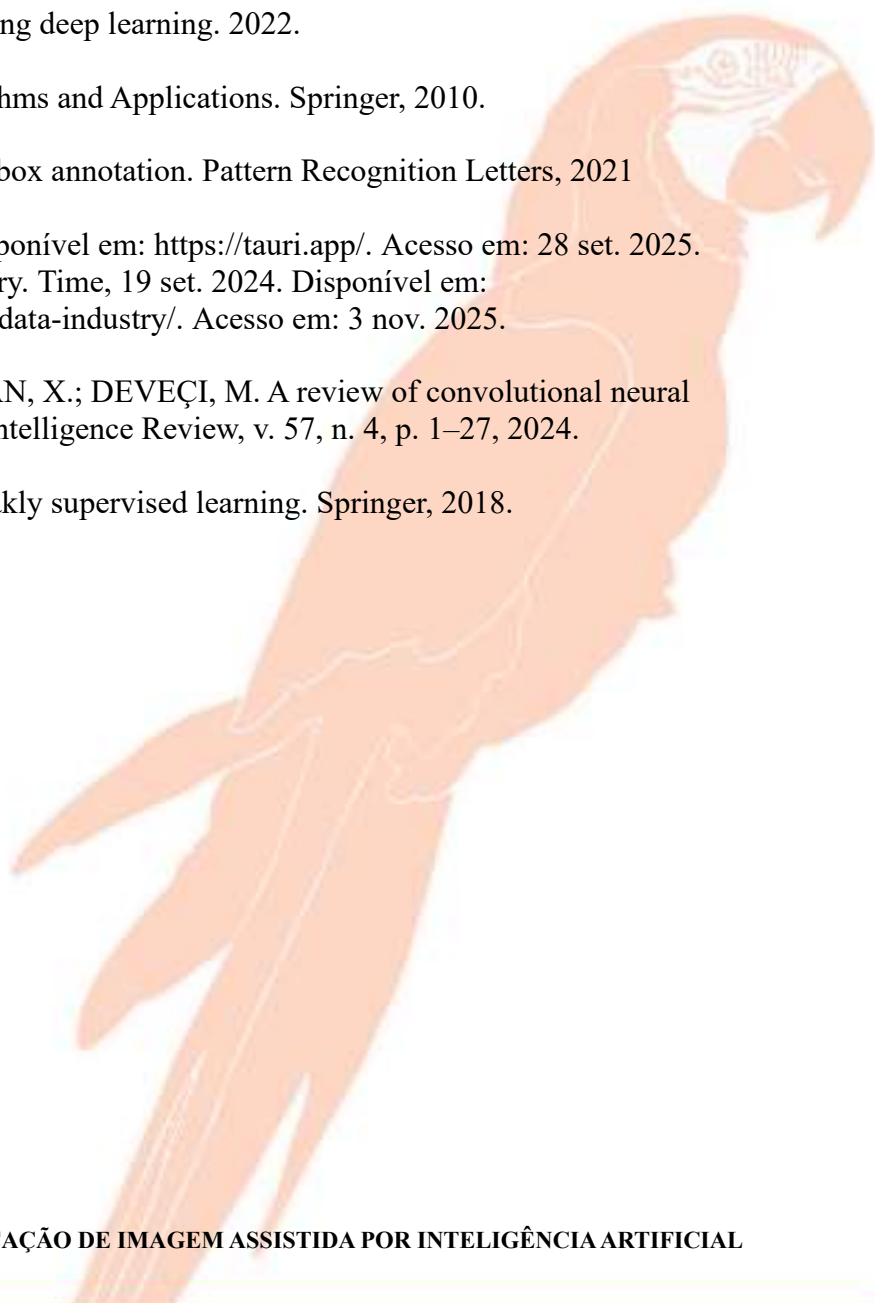 ng deep learning. 2022.
hms and Applications. Springer, 2010.
box annotation. Pattern Recognition Letters, 2021
ponível em: https://tauri.app/. Acesso em: 28 set. 2025.
ry. Time, 19 set. 2024. Disponível em:
data-industry/. Acesso em: 3 nov. 2025.
AN, X.; DEVEÇI, M. A review of convolutional neural
ntelligence Review, v. 57, n. 4, p. 1–27, 2024.
kly supervised learning. Springer, 2018.
AÇÃO DE IMAGEM ASSISTIDA POR INTELIGÊNCIA ARTIFICIAL